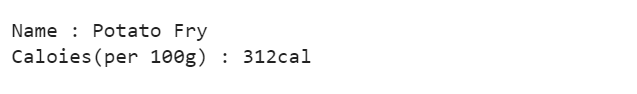 Name : Potato Fry
Caloies(per 100g) : 312cal